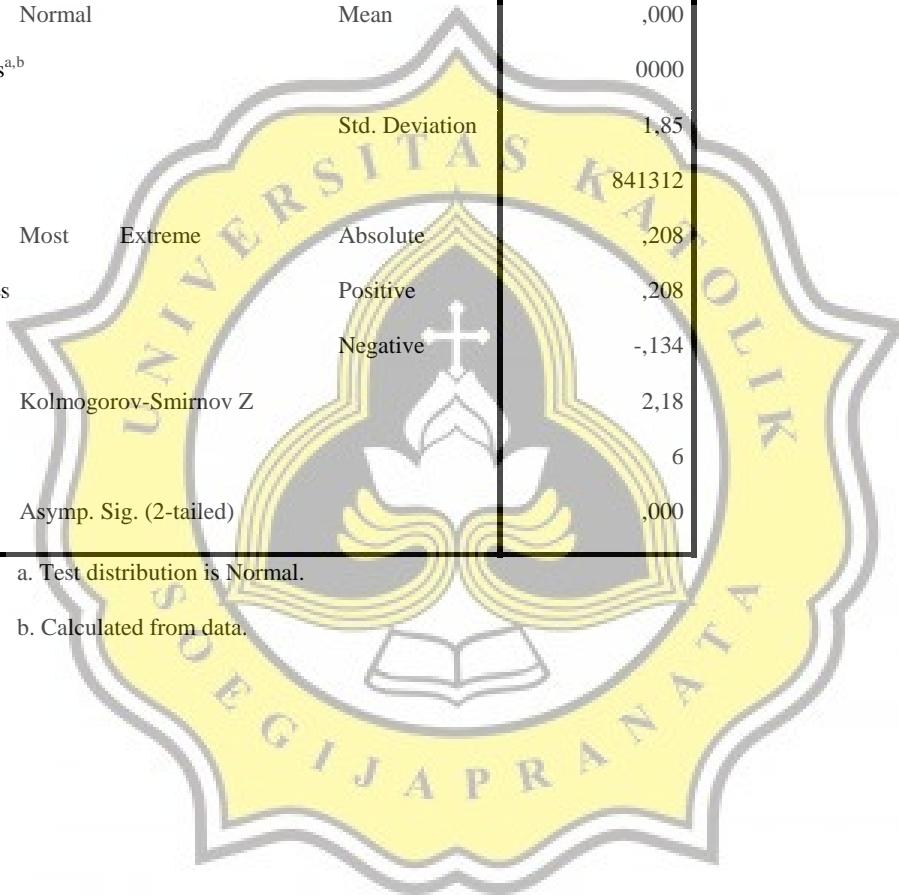 Normal Mean ,000
s a,b 0000
Std. Deviation 1,85
841312
Most Extreme Absolute ,208
es Positive ,208
Negative -,134
Kolmogorov-Smirnov Z 2,18
6
Asymp. Sig. (2-tailed) ,000
a. Test distribution is Normal.
b. Calculated from data.
UNIVERSITAS KATOLIK
SOEGIJAPRANATA